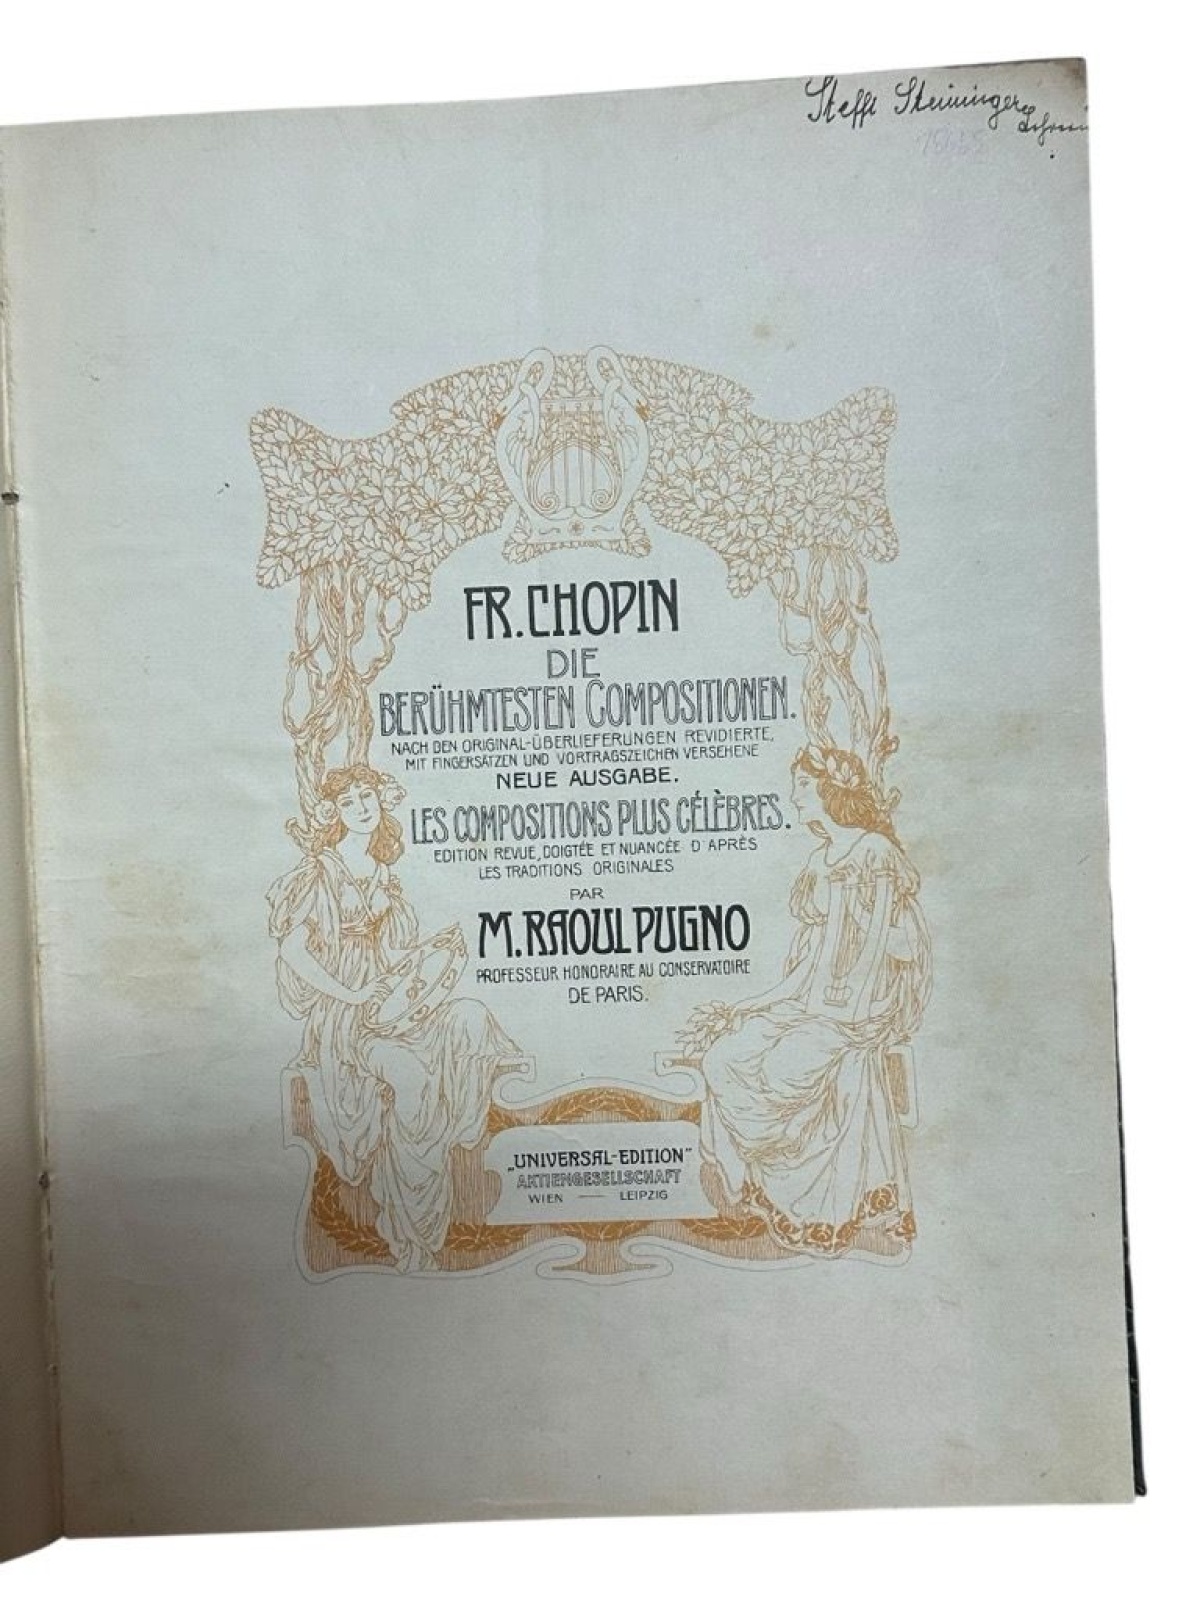 Steffi Steininger
FR. CHOPIN
DIE
BERÜHMTESTEN COMPOSITIONEN.
NACH DEN ORIGINAL-ÜBERLIEFERUNGEN REVIDIERTE,
MIT FINGERSÄTZEN UND VORTRAGSZEICHEN VERSEHENE
NEUE AUSGABE.
LES COMPOSITIONS PLUS CÉLÈBRES.
EDITION REVUE, DOIGTÉE ET NUANCÉE D'APRÈS
LES TRADITIONS ORIGINALES
PAR
M. RAOUL PUGNO
PROFESSEUR HONORAIRE AU CONSERVATOIRE
DE PARIS.
„UNIVERSAL-EDITION"
AKTIENGESELLSCHAFT
WIEN — LEIPZIG